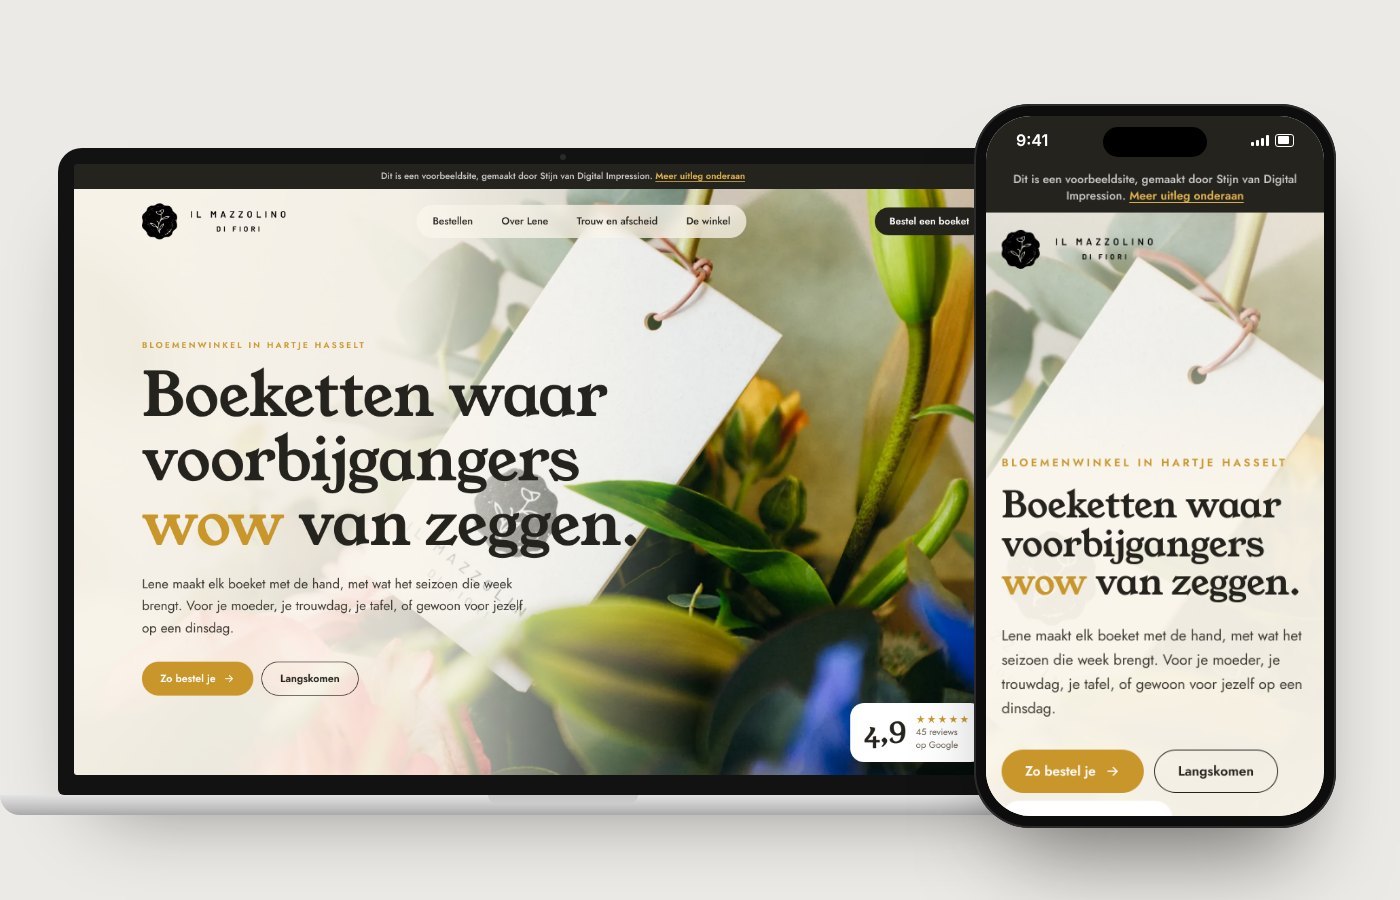 Dit is een voorbeeldsite, gemaakt door Stijn van Digital Impression. Meer uitleg onderaan
IL MAZZOLINO
DI FIORI
Bestellen Over Lene Trouw en afscheid De winkel
Bestel een boeket
BLOEMENWINKEL IN HARTJE HASSELT
Boeketten waar
voorbijgangers
wow van zeggen.
Lene maakt elk boeket met de hand, met wat het seizoen die week
brengt. Voor je moeder, je trouwdag, je tafel, of gewoon voor jezelf
op een dinsdag.
Zo bestel je → Langskomen
4,9
★★★★★
45 reviews
op Google
9:41
Dit is een voorbeeldsite, gemaakt door Stijn van Digital
Impression. Meer uitleg onderaan
IL MAZZOLINO
DI FIORI
BLOEMENWINKEL IN HARTJE HASSELT
Boeketten waar
voorbijgangers
wow van zeggen.
Lene maakt elk boeket met de hand, met wat het
seizoen die week brengt. Voor je moeder, je
trouwdag, je tafel, of gewoon voor jezelf op een
dinsdag.
Zo bestel je → Langskomen